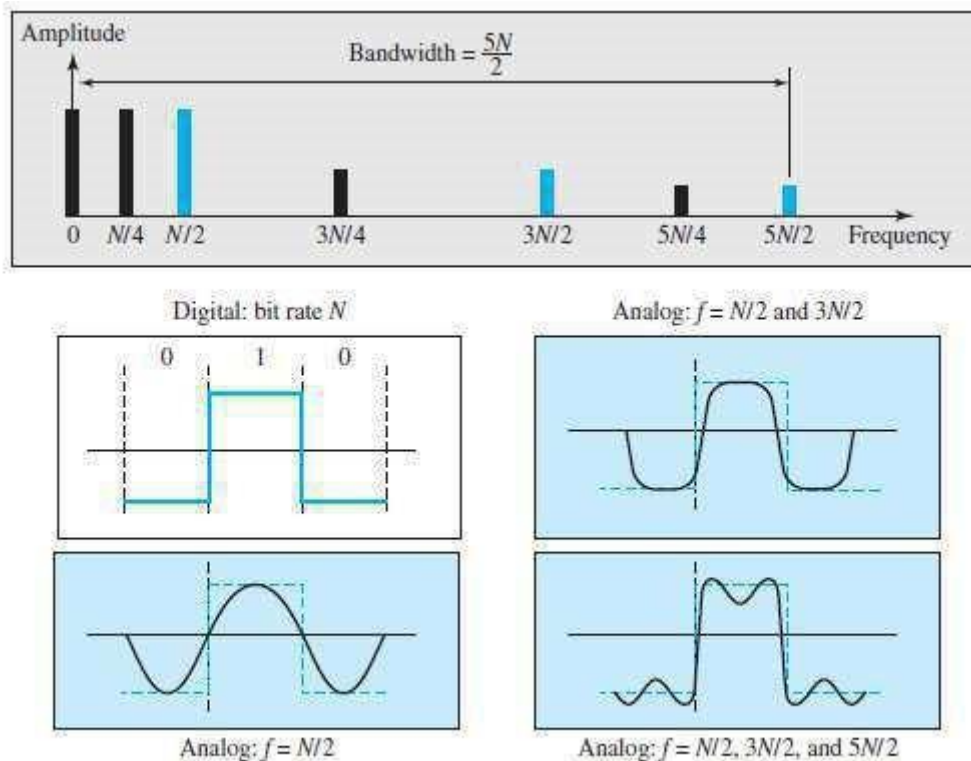 Amplitude
Bandwidth = 5N/2
0 N/4 N/2 3N/4 3N/2 5N/4 5N/2 Frequency
Digital: bit rate N
0 1 0
Analog: f = N/2 and 3N/2
Analog: f = N/2
Analog: f = N/2, 3N/2, and 5N/2